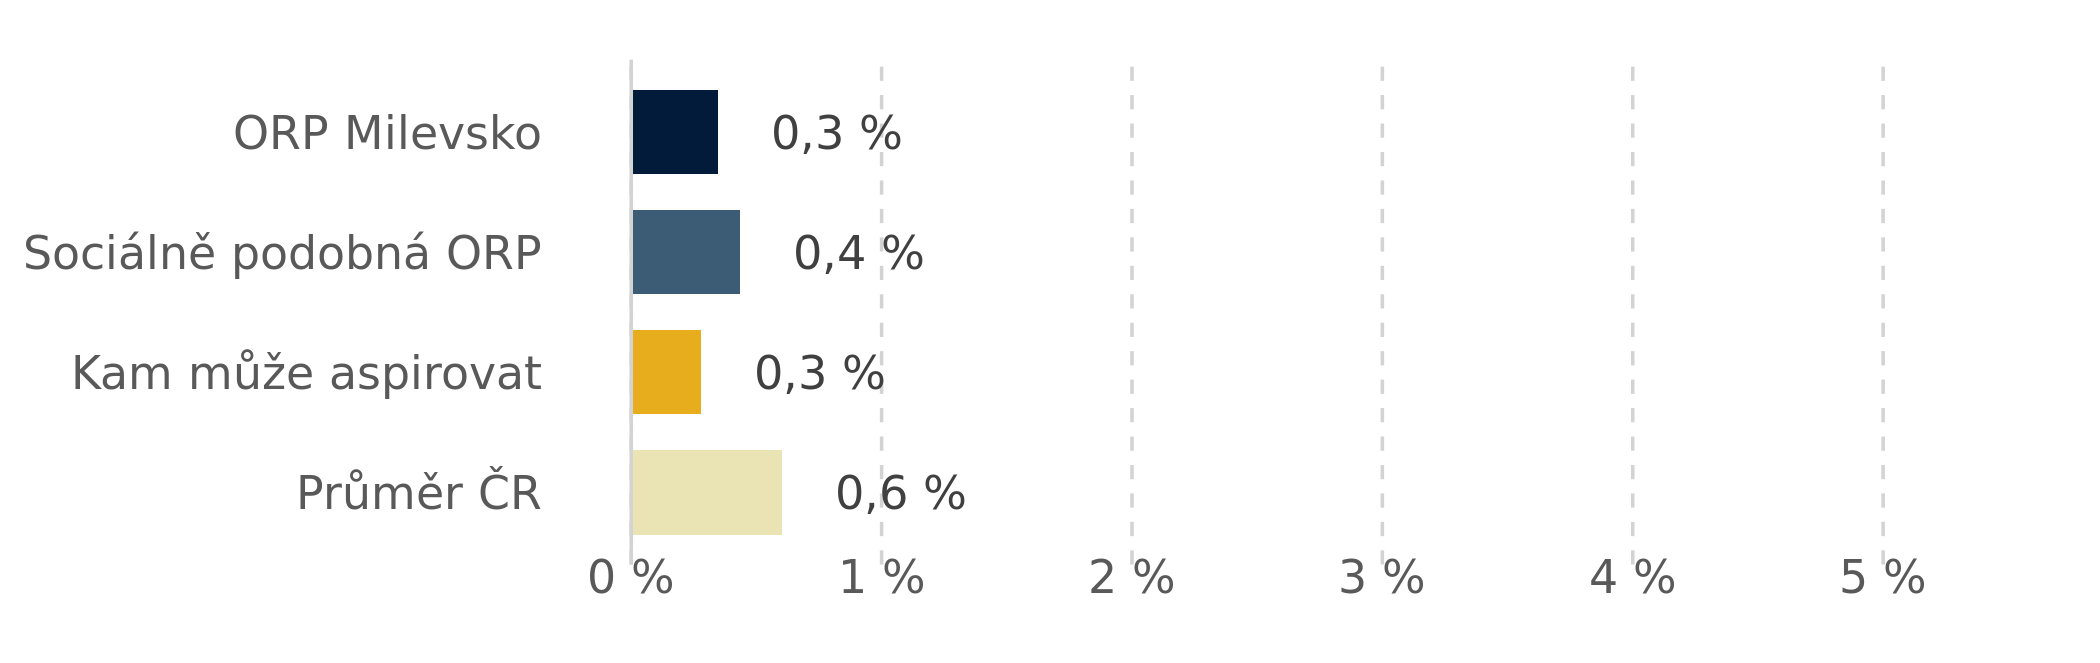 ORP Milevsko 0,3 %
Sociálně podobná ORP 0,4 %
Kam může aspirovat 0,3 %
Průměr ČR 0,6 %
0 % 1 % 2 % 3 % 4 % 5 %